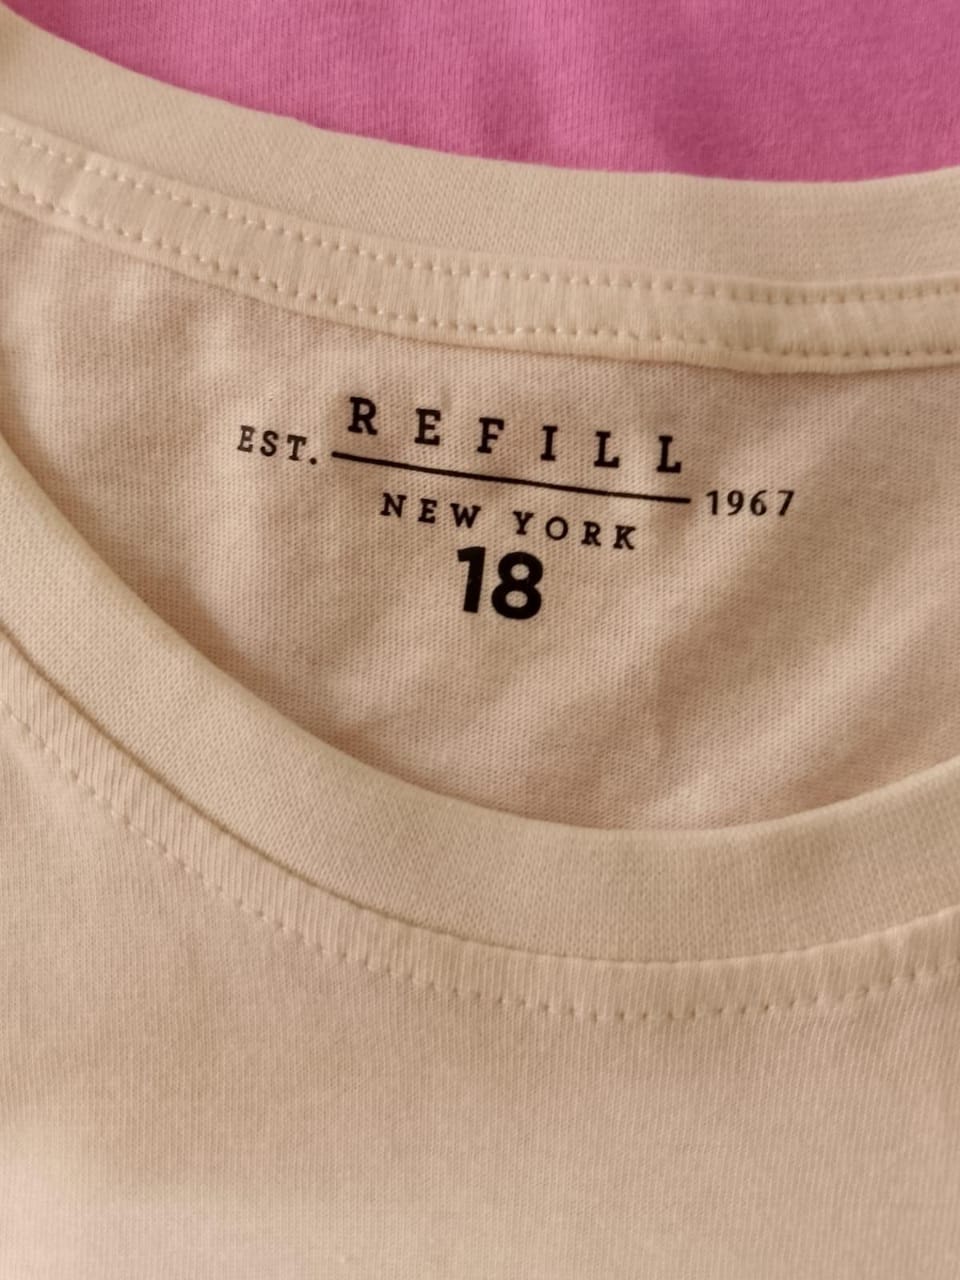 REFILL
EST. 1967
NEW YORK
18